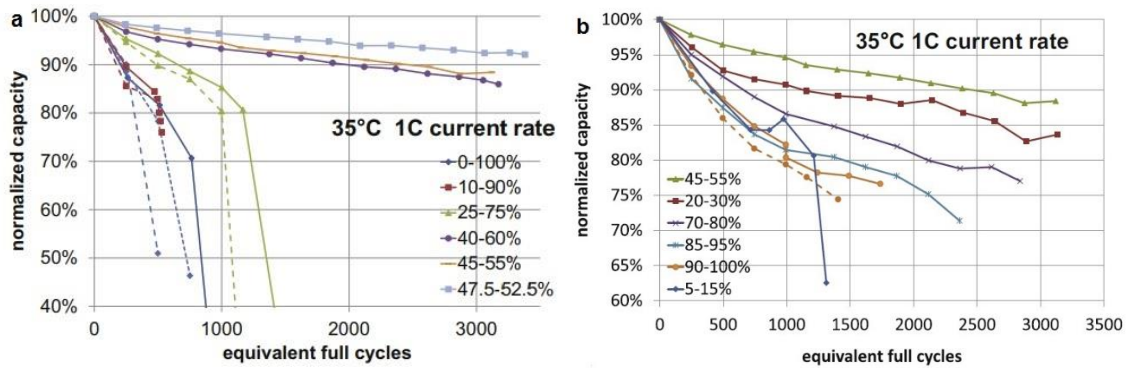 a
100%
90%
80%
70%
60%
50%
40%
normalized capacity
35°C 1C current rate
0-100%
10-90%
25-75%
40-60%
45-55%
47.5-52.5%
0 1000 2000 3000
equivalent full cycles
b
100%
95%
90%
85%
80%
75%
70%
65%
60%
normalized capacity
35°C 1C current rate
45-55%
20-30%
70-80%
85-95%
90-100%
5-15%
0 500 1000 1500 2000 2500 3000 3500
equivalent full cycles